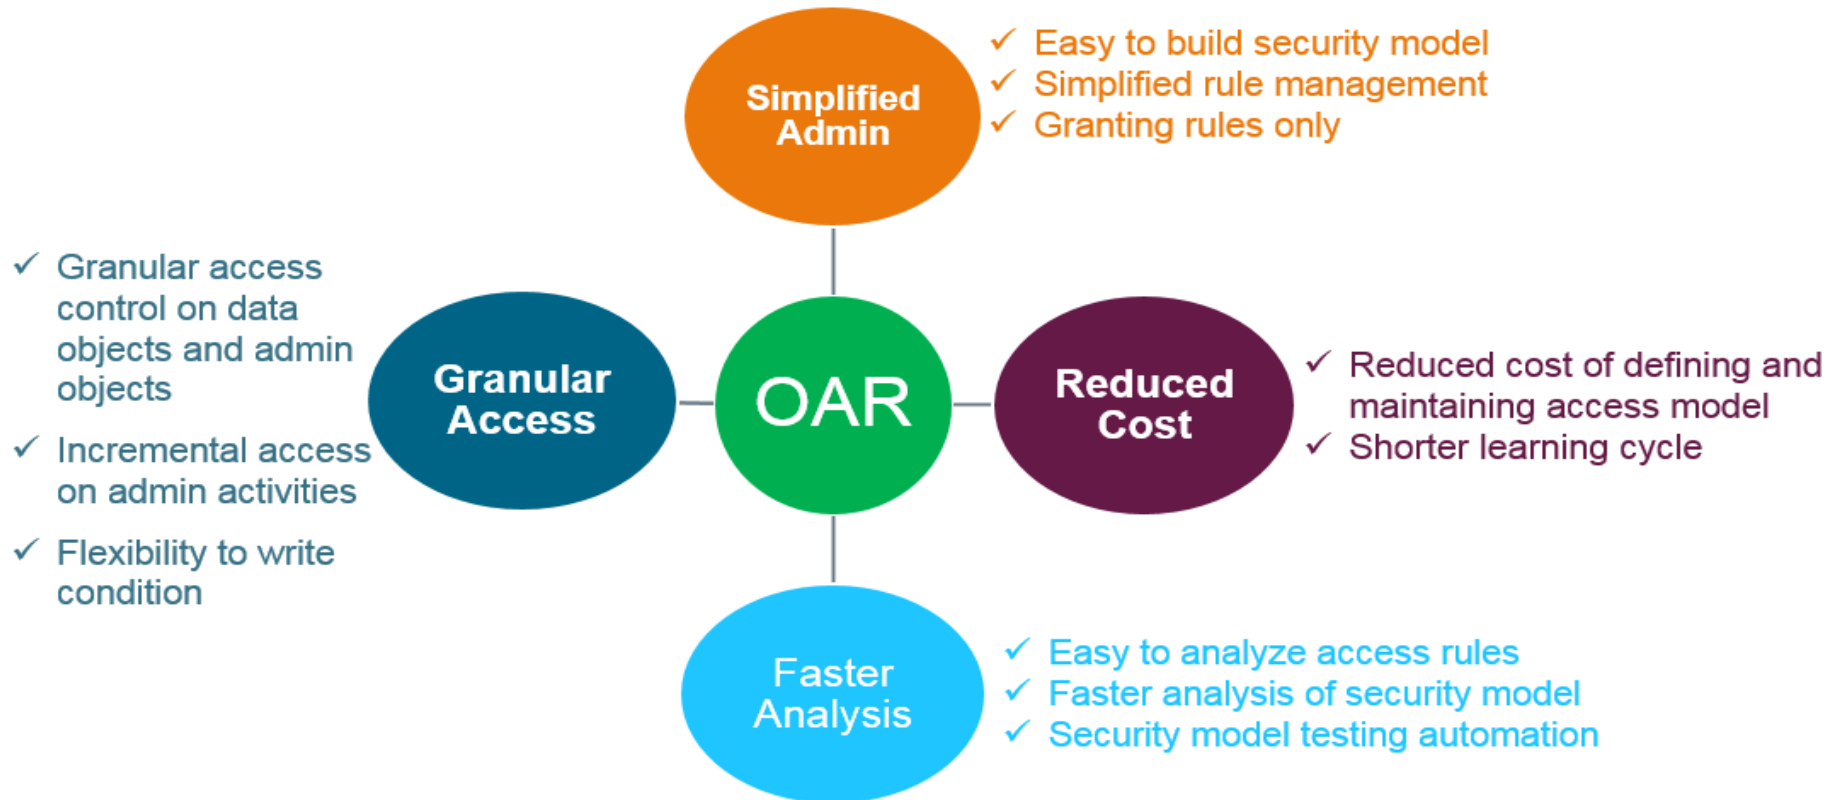 Simplified
Admin
✓ Easy to build security model
✓ Simplified rule management
✓ Granting rules only
✓ Granular access
control on data
objects and admin
objects
✓ Incremental access
on admin activities
✓ Flexibility to write
condition
Granular
Access
OAR
Reduced
Cost
✓ Reduced cost of defining and
maintaining access model
✓ Shorter learning cycle
Faster
Analysis
✓ Easy to analyze access rules
✓ Faster analysis of security model
✓ Security model testing automation